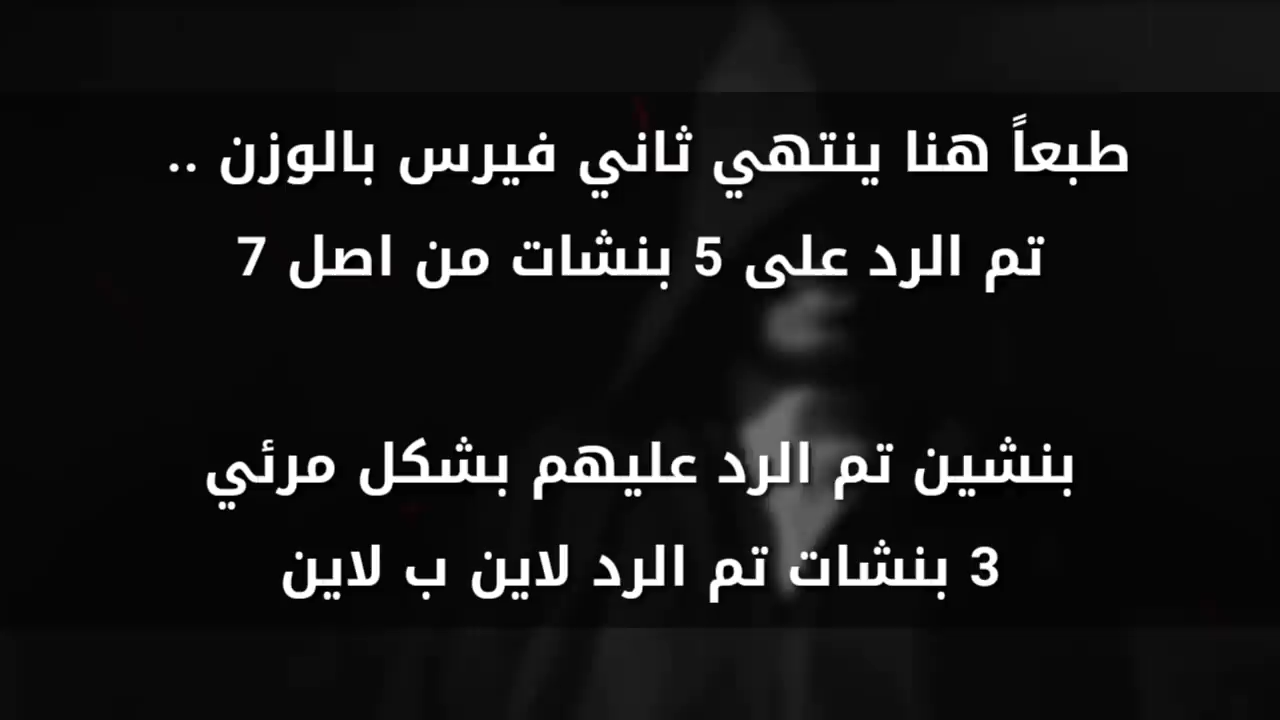 طبعاً هنا ينتهي ثاني فيرس بالوزن ..
تم الرد على 5 بنشات من اصل 7
بنشين تم الرد عليهم بشكل مرئي
3 بنشات تم الرد لاين ب لاين